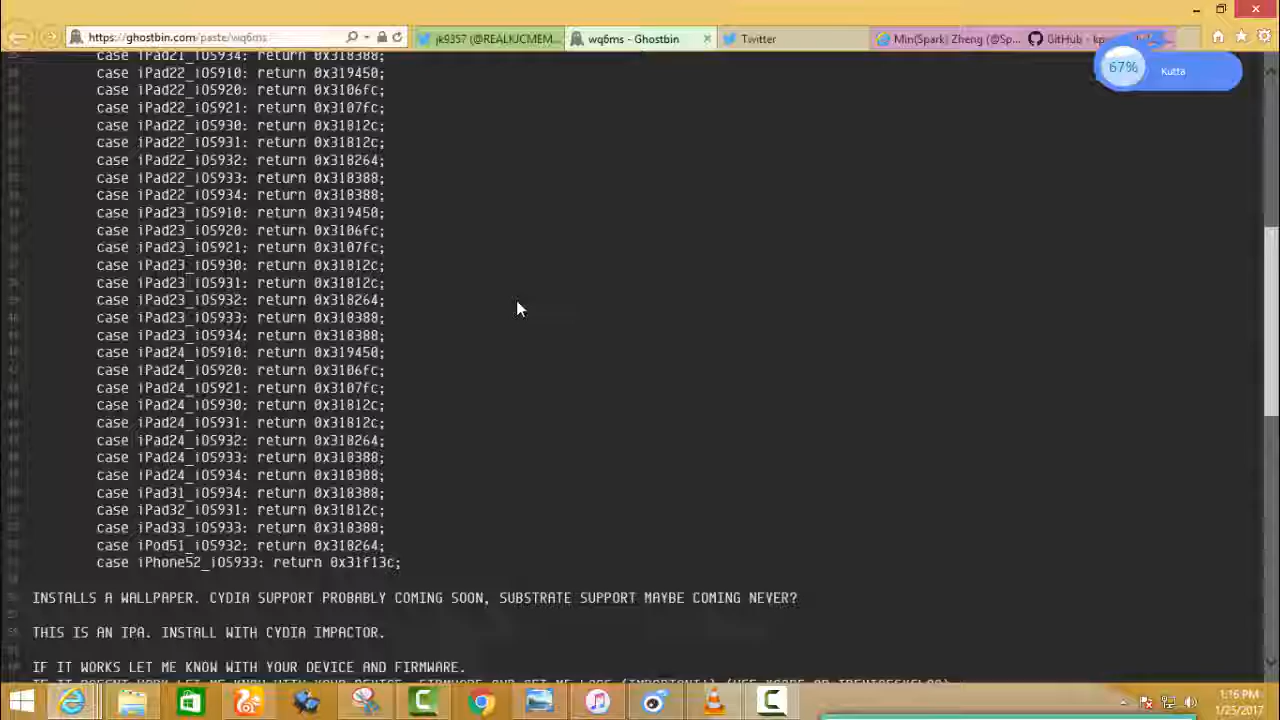 https://ghostbin.com/paste/wq6ms
jk9357 (@REALKJCMEM...
wq6ms - Ghostbin
Twitter
Min(Spark) Zheng (@Sp...
GitHub - kp
67%
Kutta
case iPad21_iOS934: return 0x318388;
case iPad22_iOS910: return 0x319450;
case iPad22_iOS920: return 0x3106fc;
case iPad22_iOS921: return 0x3107fc;
case iPad22_iOS930: return 0x31812c;
case iPad22_iOS931: return 0x31812c;
case iPad22_iOS932: return 0x318264;
case iPad22_iOS933: return 0x318388;
case iPad22_iOS934: return 0x318388;
case iPad23_iOS910: return 0x319450;
case iPad23_iOS920: return 0x3106fc;
case iPad23_iOS921: return 0x3107fc;
case iPad23_iOS930: return 0x31812c;
case iPad23_iOS931: return 0x31812c;
case iPad23_iOS932: return 0x318264;
case iPad23_iOS933: return 0x318388;
case iPad23_iOS934: return 0x318388;
case iPad24_iOS910: return 0x319450;
case iPad24_iOS920: return 0x3106fc;
case iPad24_iOS921: return 0x3107fc;
case iPad24_iOS930: return 0x31812c;
case iPad24_iOS931: return 0x31812c;
case iPad24_iOS932: return 0x318264;
case iPad24_iOS933: return 0x318388;
case iPad24_iOS934: return 0x318388;
case iPad31_iOS934: return 0x318388;
case iPad32_iOS931: return 0x31812c;
case iPad33_iOS933: return 0x318388;
case iPod51_iOS932: return 0x318264;
case iPhone52_iOS933: return 0x31f13c;
INSTALLS A WALLPAPER. CYDIA SUPPORT PROBABLY COMING SOON, SUBSTRATE SUPPORT MAYBE COMING NEVER?
THIS IS AN IPA. INSTALL WITH CYDIA IMPACTOR.
IF IT WORKS LET ME KNOW WITH YOUR DEVICE AND FIRMWARE.
1:16 PM
1/25/2017